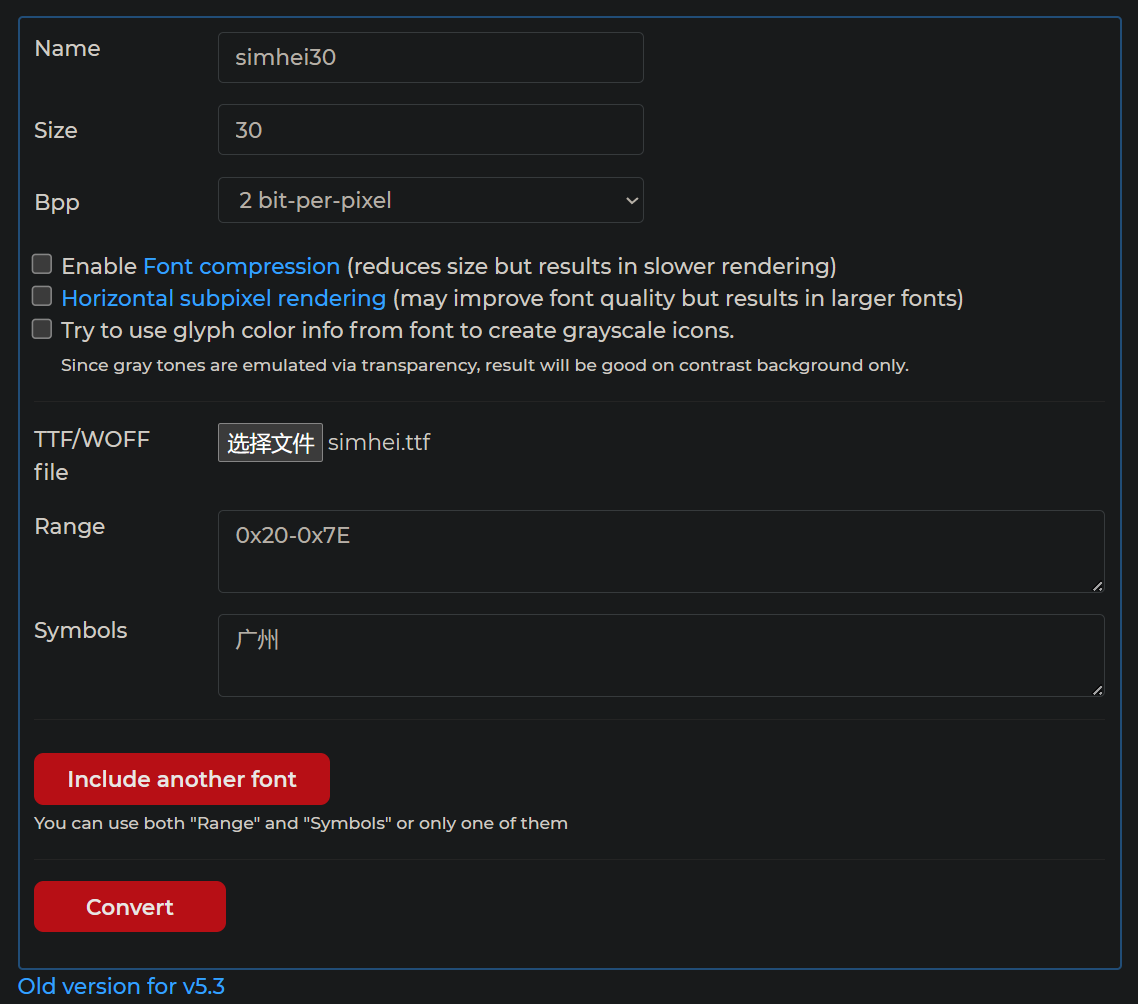 Name
simhei30
Size
30
Bpp
2 bit-per-pixel
Enable Font compression (reduces size but results in slower rendering)
Horizontal subpixel rendering (may improve font quality but results in larger fonts)
Try to use glyph color info from font to create grayscale icons.
Since gray tones are emulated via transparency, result will be good on contrast background only.
TTF/WOFF
file
选择文件 simhei.ttf
Range
0x20-0x7E
Symbols
广州
Include another font
You can use both "Range" and "Symbols" or only one of them
Convert
Old version for v5.3